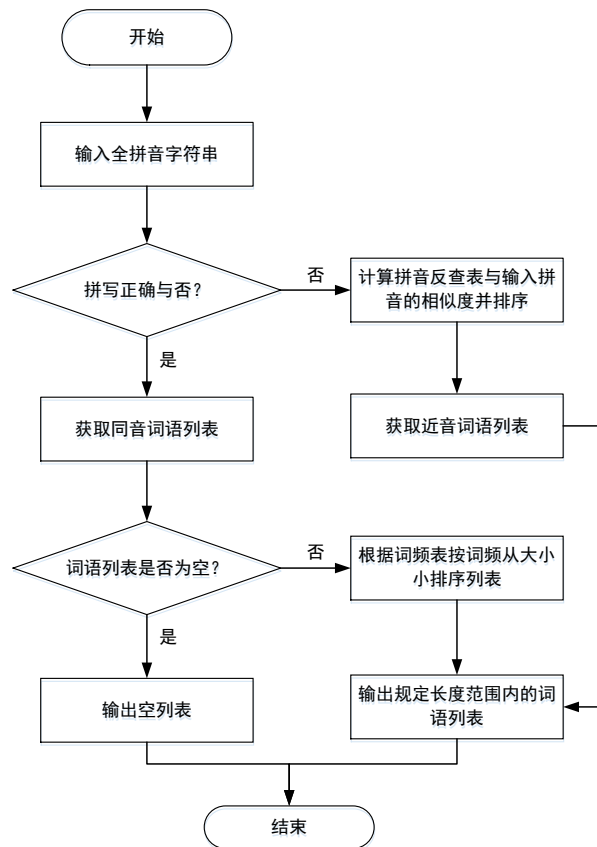 开始
输入全拼音字符串
拼写正确与否？
否
计算拼音反查表与输入拼
音的相似度并排序
是
获取同音词语列表
获取近音词语列表
词语列表是否为空？
否
根据词频表按词频从大小
小排序列表
是
输出空列表
输出规定长度范围内的词
语列表
结束